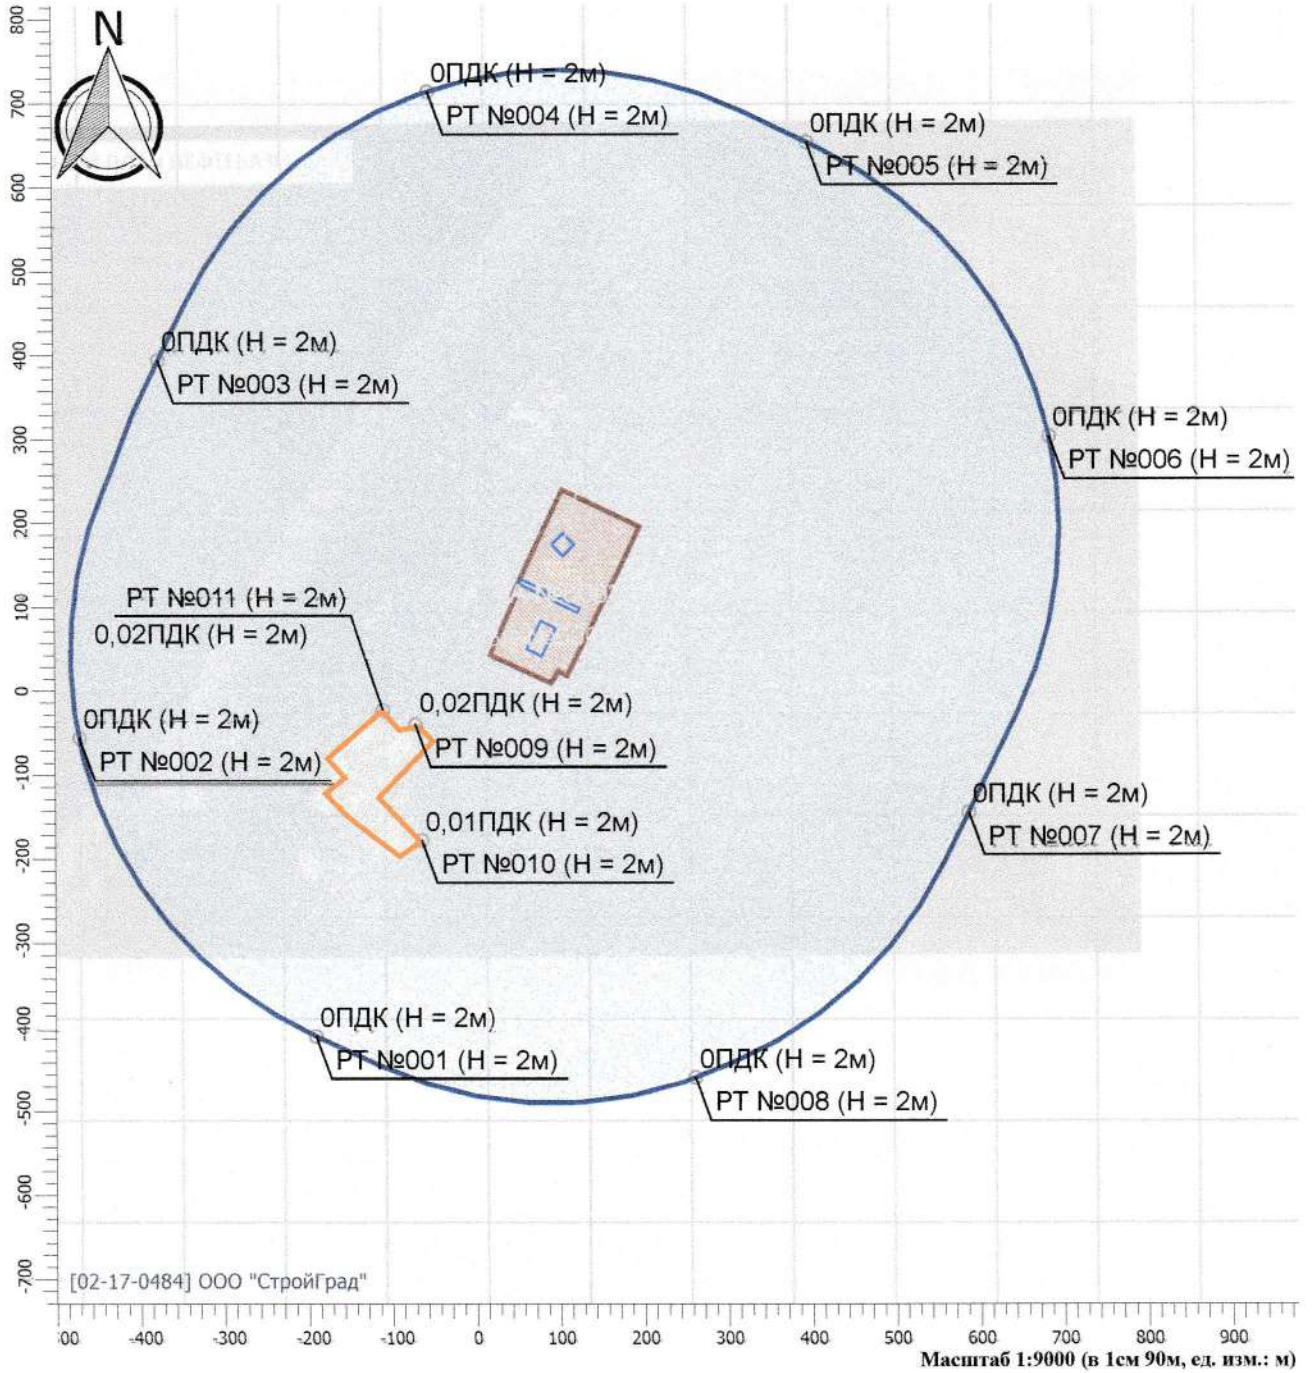 N
800
700
600
500
400
300
200
100
0
-100
-200
-300
-400
-500
-600
-700
0ПДК (Н = 2м)
РТ №004 (Н = 2м)
0ПДК (Н = 2м)
РТ №005 (Н = 2м)
0ПДК (Н = 2м)
РТ №003 (Н = 2м)
0ПДК (Н = 2м)
РТ №006 (Н = 2м)
РТ №011 (Н = 2м)
0,02ПДК (Н = 2м)
0,02ПДК (Н = 2м)
РТ №009 (Н = 2м)
0ПДК (Н = 2м)
РТ №002 (Н = 2м)
0ПДК (Н = 2м)
РТ №007 (Н = 2м)
0,01ПДК (Н = 2м)
РТ №010 (Н = 2м)
0ПДК (Н = 2м)
РТ №001 (Н = 2м)
0ПДК (Н = 2м)
РТ №008 (Н = 2м)
[02-17-0484] ООО "СтройГрад"
00 -400 -300 -200 -100 0 100 200 300 400 500 600 700 800 900
Масштаб 1:9000 (в 1см 90м, ед. изм.: м)